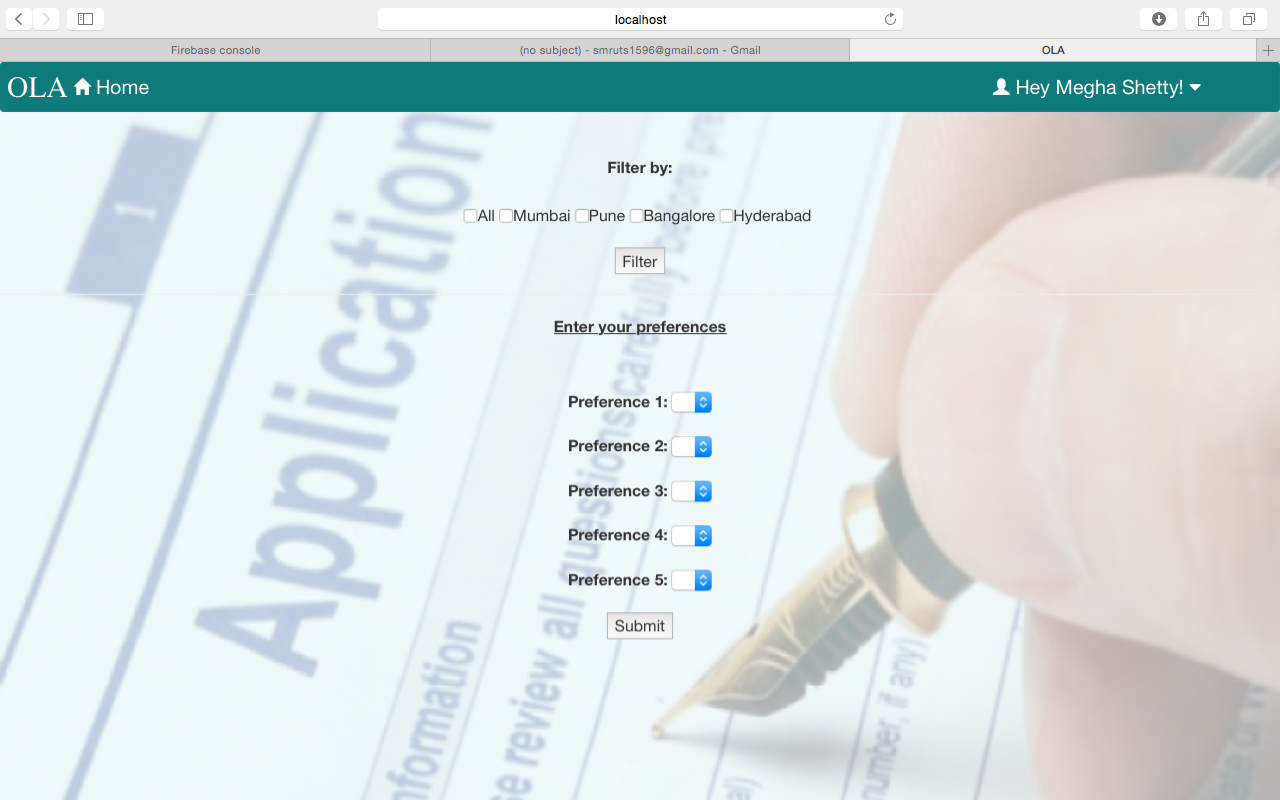 localhost
Firebase console
(no subject) - smruts1596@gmail.com - Gmail
OLA
OLA Home
Hey Megha Shetty!
Filter by:
All Mumbai Pune Bangalore Hyderabad
Filter
Enter your preferences
Preference 1:
Preference 2:
Preference 3:
Preference 4:
Preference 5:
Submit
1
Application
review all questions carefully before
number, if any)